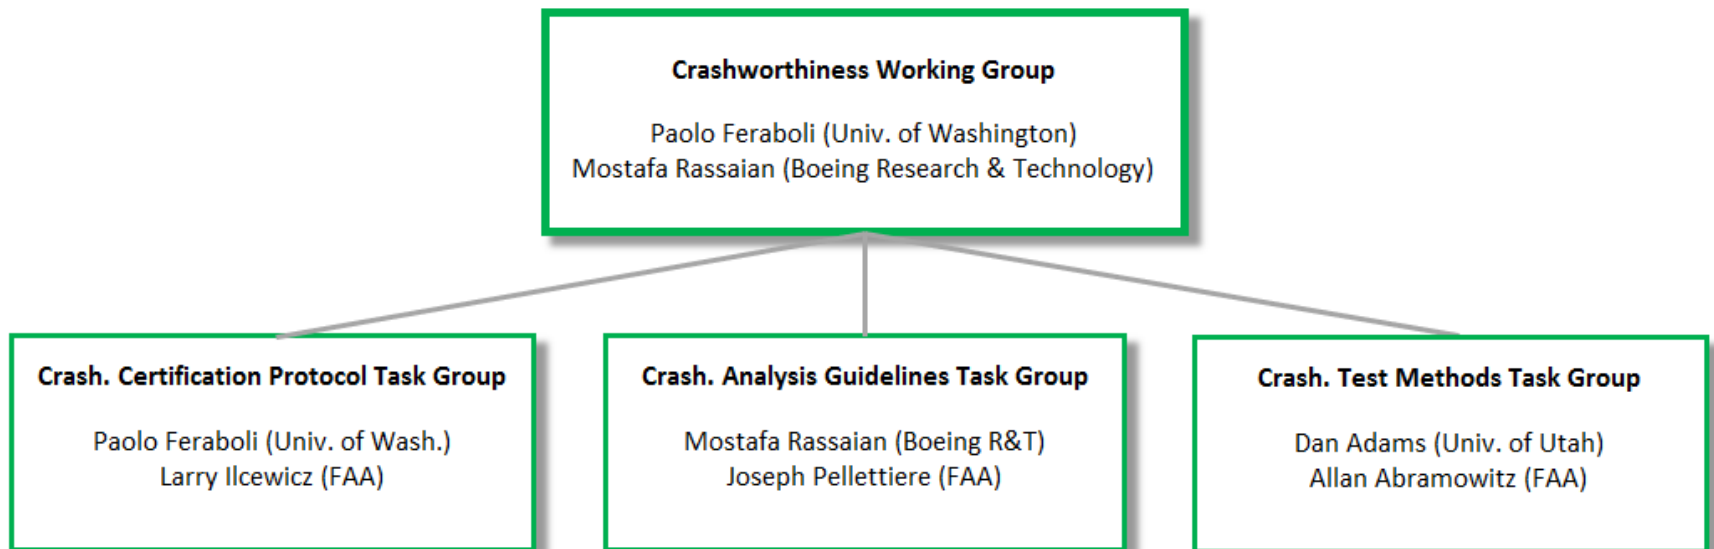 Crashworthiness Working Group
Paolo Feraboli (Univ. of Washington)
Mostafa Rassaian (Boeing Research & Technology)
Crash. Certification Protocol Task Group
Paolo Feraboli (Univ. of Wash.)
Larry Ilcewicz (FAA)
Crash. Analysis Guidelines Task Group
Mostafa Rassaian (Boeing R&T)
Joseph Pellettiere (FAA)
Crash. Test Methods Task Group
Dan Adams (Univ. of Utah)
Allan Abramowitz (FAA)